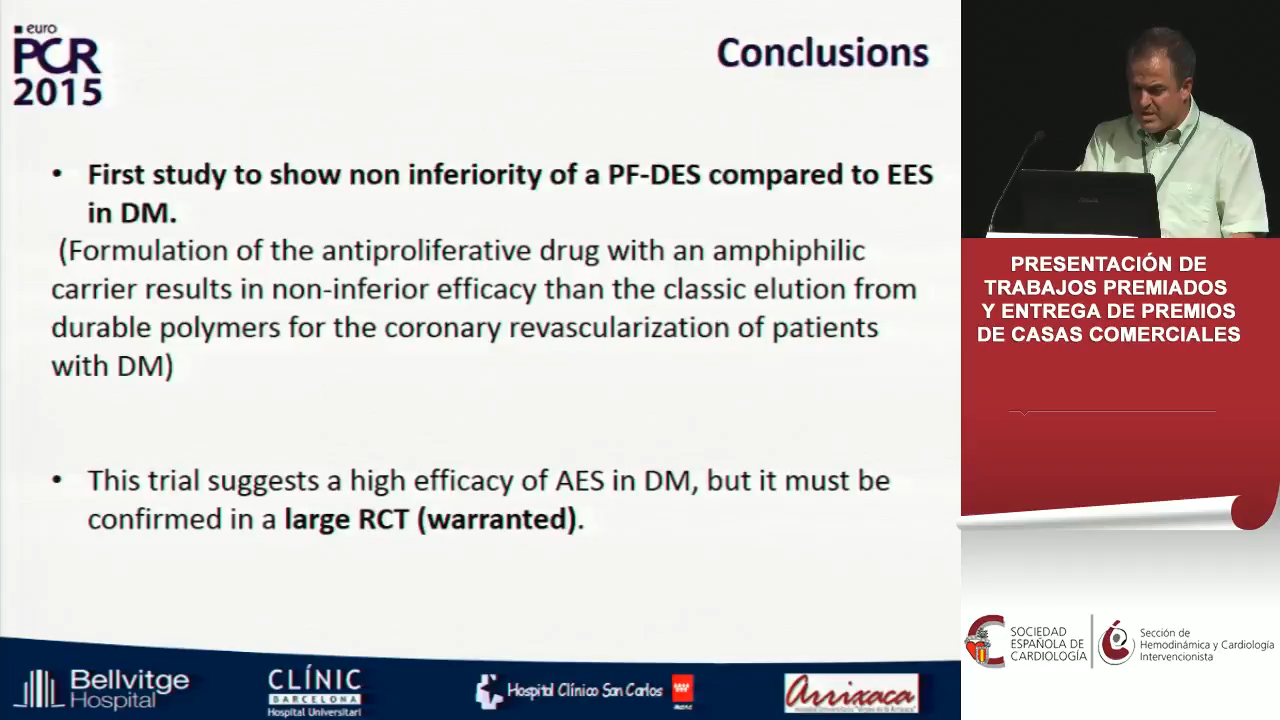 euro
PCR
2015
Conclusions
• First study to show non inferiority of a PF-DES compared to EES
in DM.
(Formulation of the antiproliferative drug with an amphiphilic
carrier results in non-inferior efficacy than the classic elution from
durable polymers for the coronary revascularization of patients
with DM)
• This trial suggests a high efficacy of AES in DM, but it must be
confirmed in a large RCT (warranted).
Bellvitge
Hospital
CLÍNIC
BARCELONA
Hospital Universitari
Hospital Clínico San Carlos
Arrixaca
PRESENTACIÓN DE
TRABAJOS PREMIADOS
Y ENTREGA DE PREMIOS
DE CASAS COMERCIALES
SOCIEDAD
ESPAÑOLA DE
CARDIOLOGÍA
Sección de
Hemodinámica y Cardiología
Intervencionista